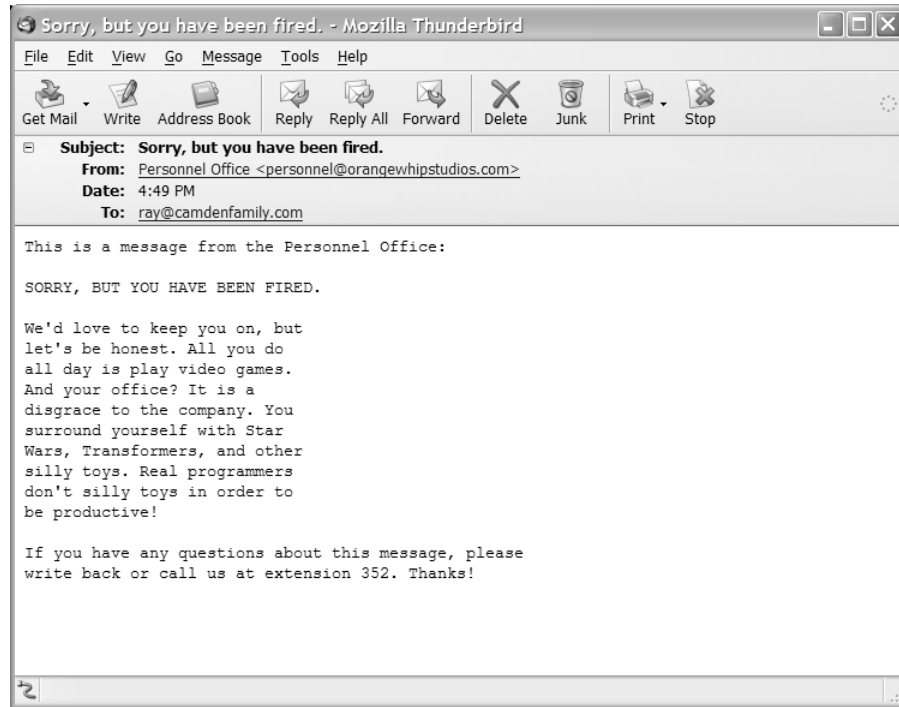 Sorry, but you have been fired. - Mozilla Thunderbird
File Edit View Go Message Tools Help
Get Mail Write Address Book Reply Reply All Forward Delete Junk Print Stop
Subject: Sorry, but you have been fired.
From: Personnel Office <personnel@orangewhipstudios.com>
Date: 4:49 PM
To: ray@camdenfamily.com
This is a message from the Personnel Office:
SORRY, BUT YOU HAVE BEEN FIRED.
We'd love to keep you on, but
let's be honest. All you do
all day is play video games.
And your office? It is a
disgrace to the company. You
surround yourself with Star
Wars, Transformers, and other
silly toys. Real programmers
don't silly toys in order to
be productive!
If you have any questions about this message, please
write back or call us at extension 352. Thanks!